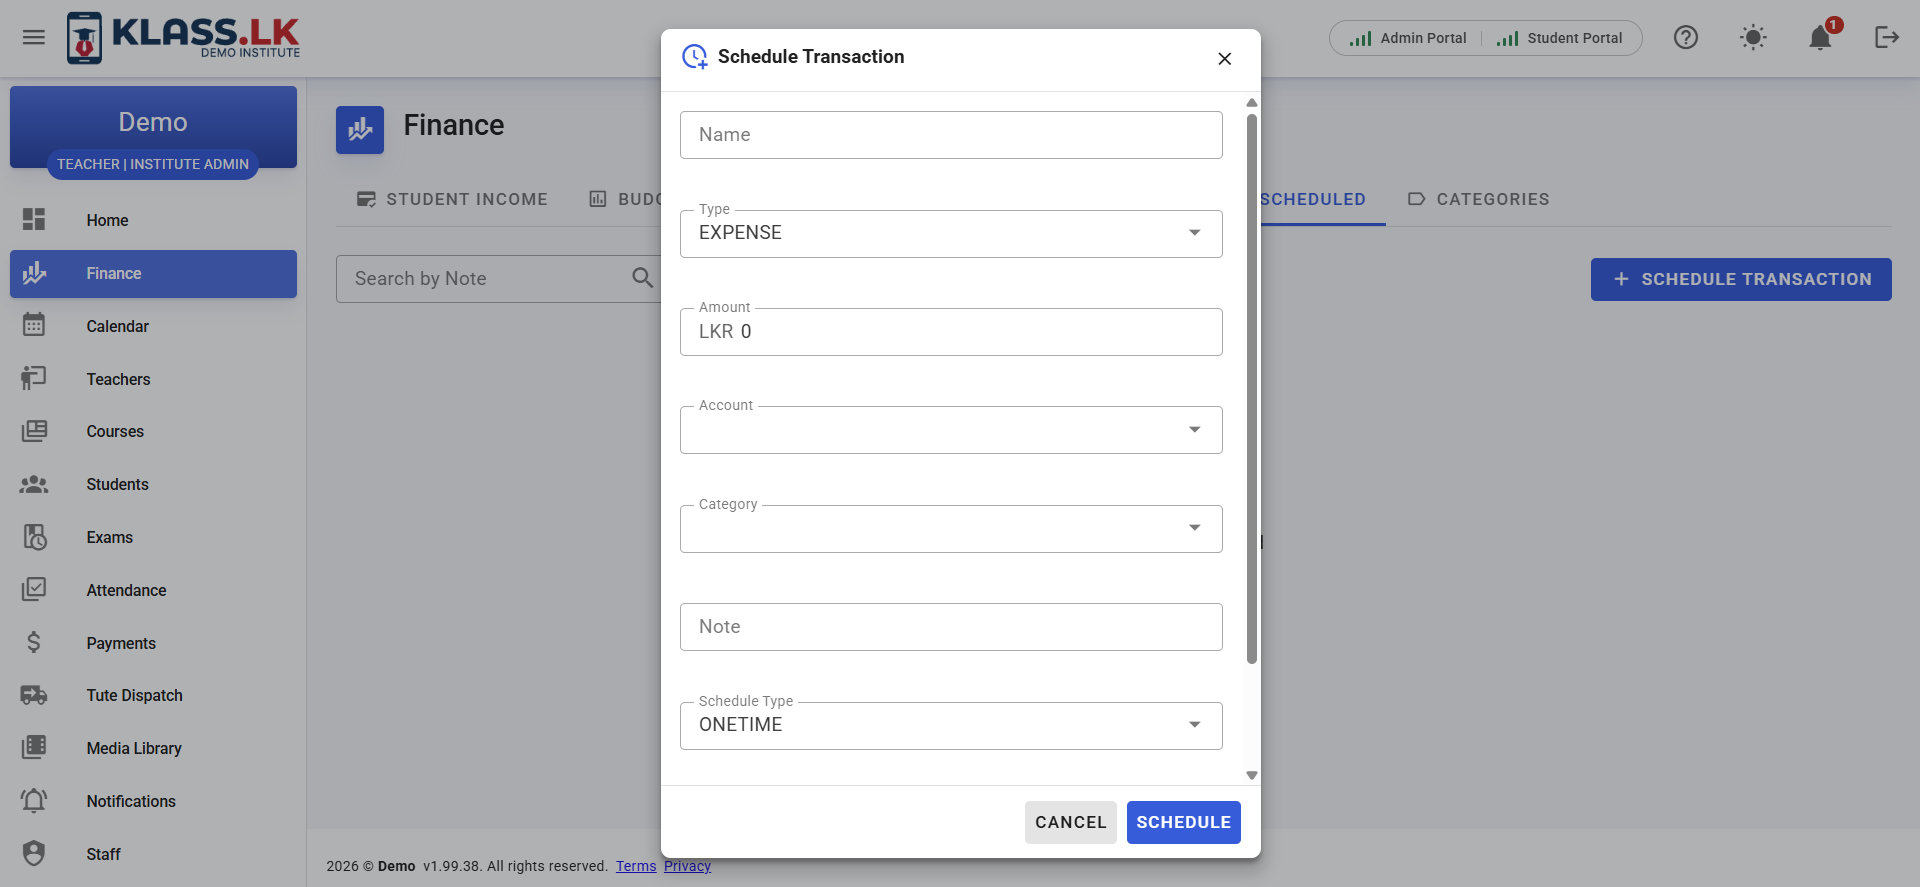 KLASS.LK
DEMO INSTITUTE
Admin Portal
Student Portal
1
Demo
TEACHER | INSTITUTE ADMIN
Home
Finance
Calendar
Teachers
Courses
Students
Exams
Attendance
Payments
Tute Dispatch
Media Library
Notifications
Staff
Finance
STUDENT INCOME
SCHEDULED
CATEGORIES
Search by Note
SCHEDULE TRANSACTION
Schedule Transaction
Name
Type
EXPENSE
Amount
LKR 0
Account
Category
Note
Schedule Type
ONETIME
CANCEL
SCHEDULE
2026 © Demo v1.99.38. All rights reserved. Terms Privacy